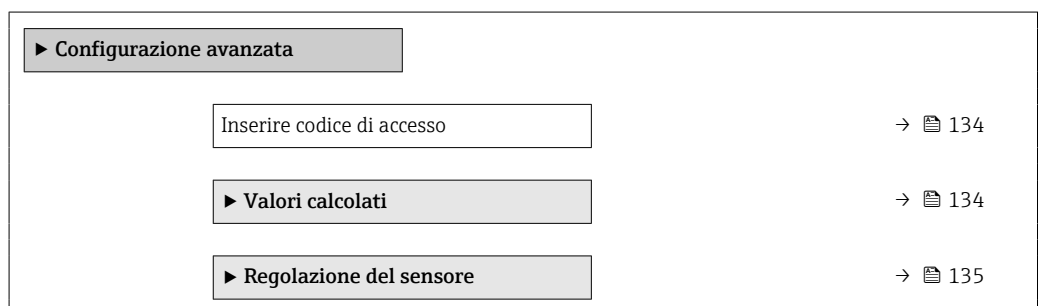 ▶ Configurazione avanzata
Inserire codice di accesso → 134
▶ Valori calcolati → 134
▶ Regolazione del sensore → 135